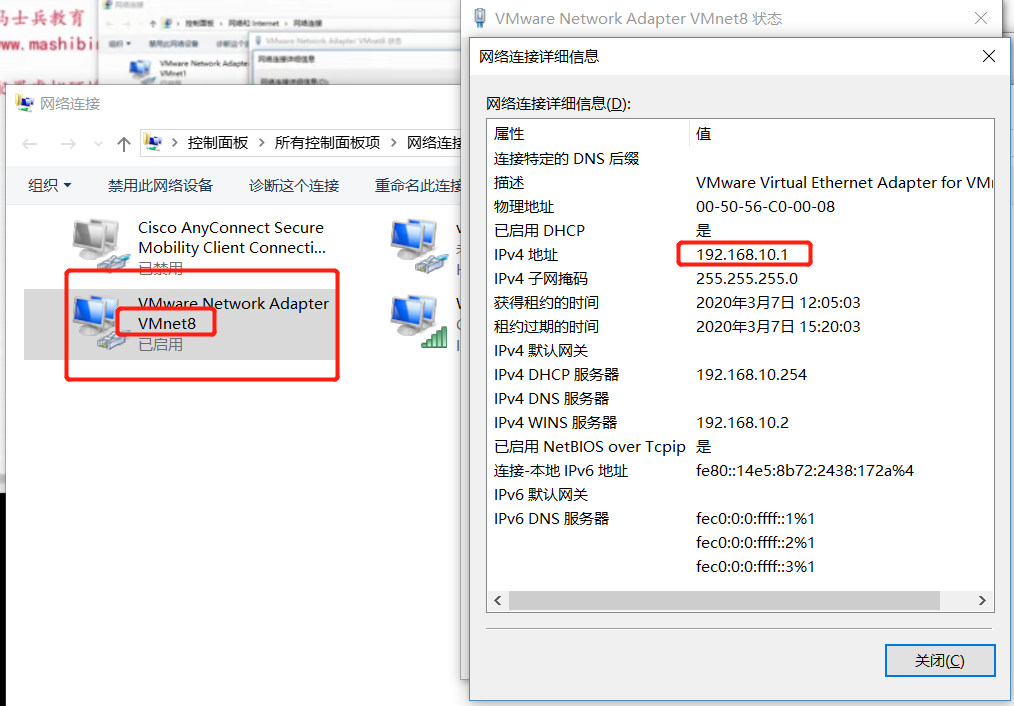 马士兵教育
www.mashibi
网络连接
控制面板 › 网络和 Internet › 网络连接
组织 禁用此网络设备 诊断这个
VMware Network Adapte
VMnet1
VMware Network Adapter VMnet8 状态
网络连接详细信息
网络连接
控制面板 › 所有控制面板项 › 网络连接
组织 禁用此网络设备 诊断这个连接 重命名此连接
Cisco AnyConnect Secure
Mobility Client Connecti...
已禁用
VMware Network Adapter
VMnet8
已启用
VMware Network Adapter VMnet8 状态
网络连接详细信息
网络连接详细信息(D):
属性 值
连接特定的 DNS 后缀
描述 VMware Virtual Ethernet Adapter for VM
物理地址 00-50-56-C0-00-08
已启用 DHCP 是
IPv4 地址 192.168.10.1
IPv4 子网掩码 255.255.255.0
获得租约的时间 2020年3月7日 12:05:03
租约过期的时间 2020年3月7日 15:20:03
IPv4 默认网关
IPv4 DHCP 服务器 192.168.10.254
IPv4 DNS 服务器
IPv4 WINS 服务器 192.168.10.2
已启用 NetBIOS over Tcpip 是
连接-本地 IPv6 地址 fe80::14e5:8b72:2438:172a%4
IPv6 默认网关
IPv6 DNS 服务器 fec0:0:0:ffff::1%1
fec0:0:0:ffff::2%1
fec0:0:0:ffff::3%1
关闭(C)